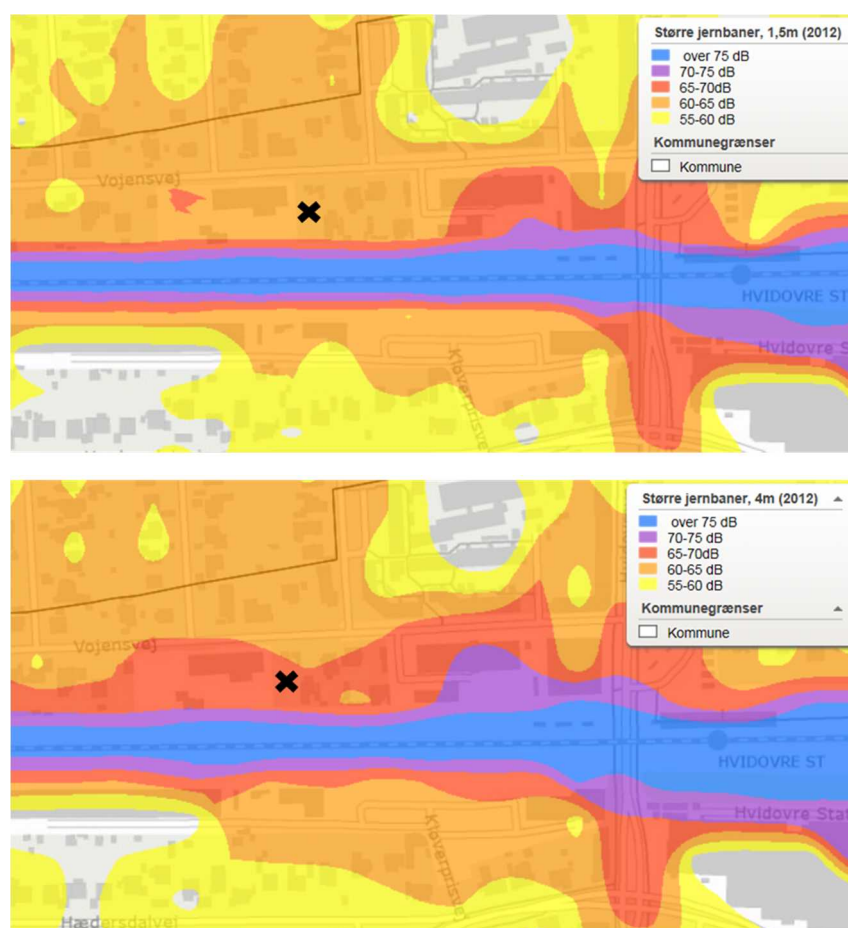 Større jernbaner, 1,5m (2012)
over 75 dB
70-75 dB
65-70dB
60-65 dB
55-60 dB
Kommunegrænser
Kommune
Vojensvej
HVIDOVRE ST
Hvidovre S
Kløverprisvej
Større jernbaner, 4m (2012)
over 75 dB
70-75 dB
65-70dB
60-65 dB
55-60 dB
Kommunegrænser
Kommune
Vojensvej
HVIDOVRE ST
Hvidovre Stat
Kløverprisvej
Hædersdalvej